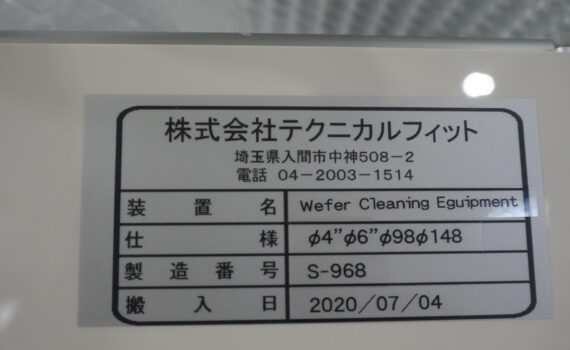 株式会社テクニカルフィット
埼玉県入間市中神508-2
電話 04-2003-1514
装置名 Wefer Cleaning Eguipment
仕様 φ4"φ6"φ98φ148
製造番号 S-968
搬入日 2020/07/04